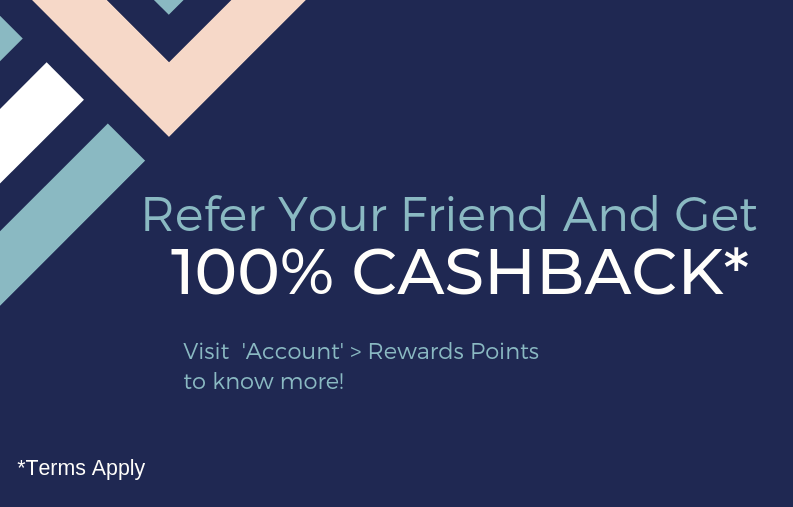 Refer Your Friend And Get
100% CASHBACK*
Visit 'Account' > Rewards Points
to know more!
*Terms Apply